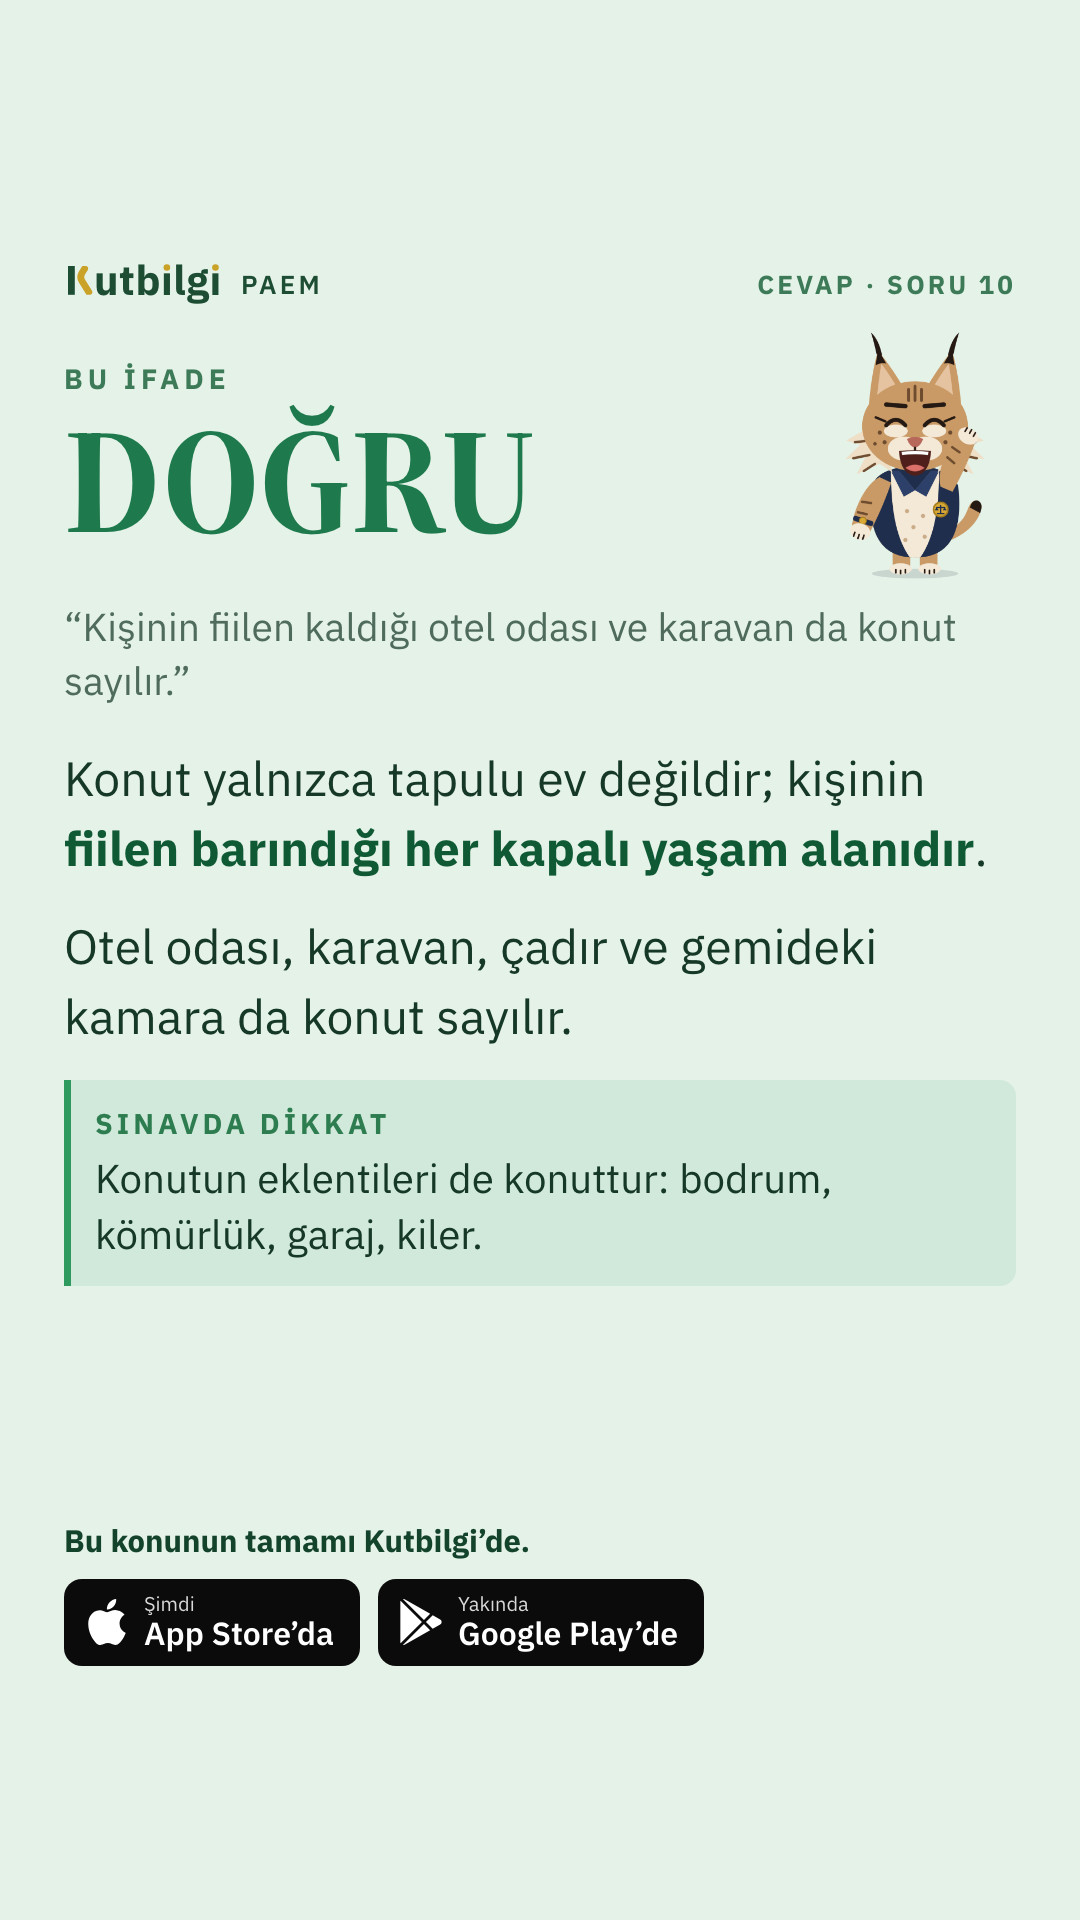 Kutbilgi PAEM
CEVAP · SORU 10
BU İFADE
DOĞRU
“Kişinin fiilen kaldığı otel odası ve karavan da konut
sayılır.”
Konut yalnızca tapulu ev değildir; kişinin
fiilen barındığı her kapalı yaşam alanıdır.
Otel odası, karavan, çadır ve gemideki
kamara da konut sayılır.
SINAVDA DİKKAT
Konutun eklentileri de konuttur: bodrum,
kömürlük, garaj, kiler.
Bu konunun tamamı Kutbilgi’de.
Şimdi
App Store’da
Yakında
Google Play’de